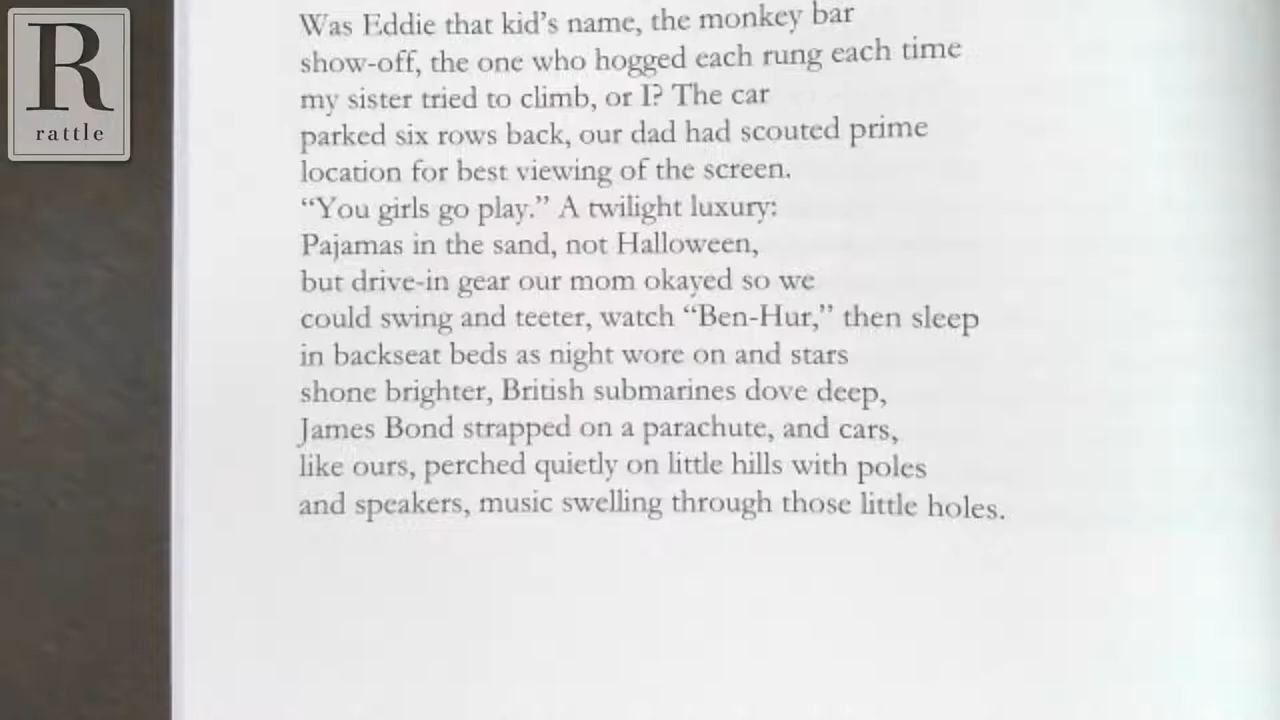 R
rattle
Was Eddie that kid's name, the monkey bar
show-off, the one who hogged each rung each time
my sister tried to climb, or I? The car
parked six rows back, our dad had scouted prime
location for best viewing of the screen.
“You girls go play.” A twilight luxury:
Pajamas in the sand, not Halloween,
but drive-in gear our mom okayed so we
could swing and teeter, watch “Ben-Hur,” then sleep
in backseat beds as night wore on and stars
shone brighter, British submarines dove deep,
James Bond strapped on a parachute, and cars,
like ours, perched quietly on little hills with poles
and speakers, music swelling through those little holes.